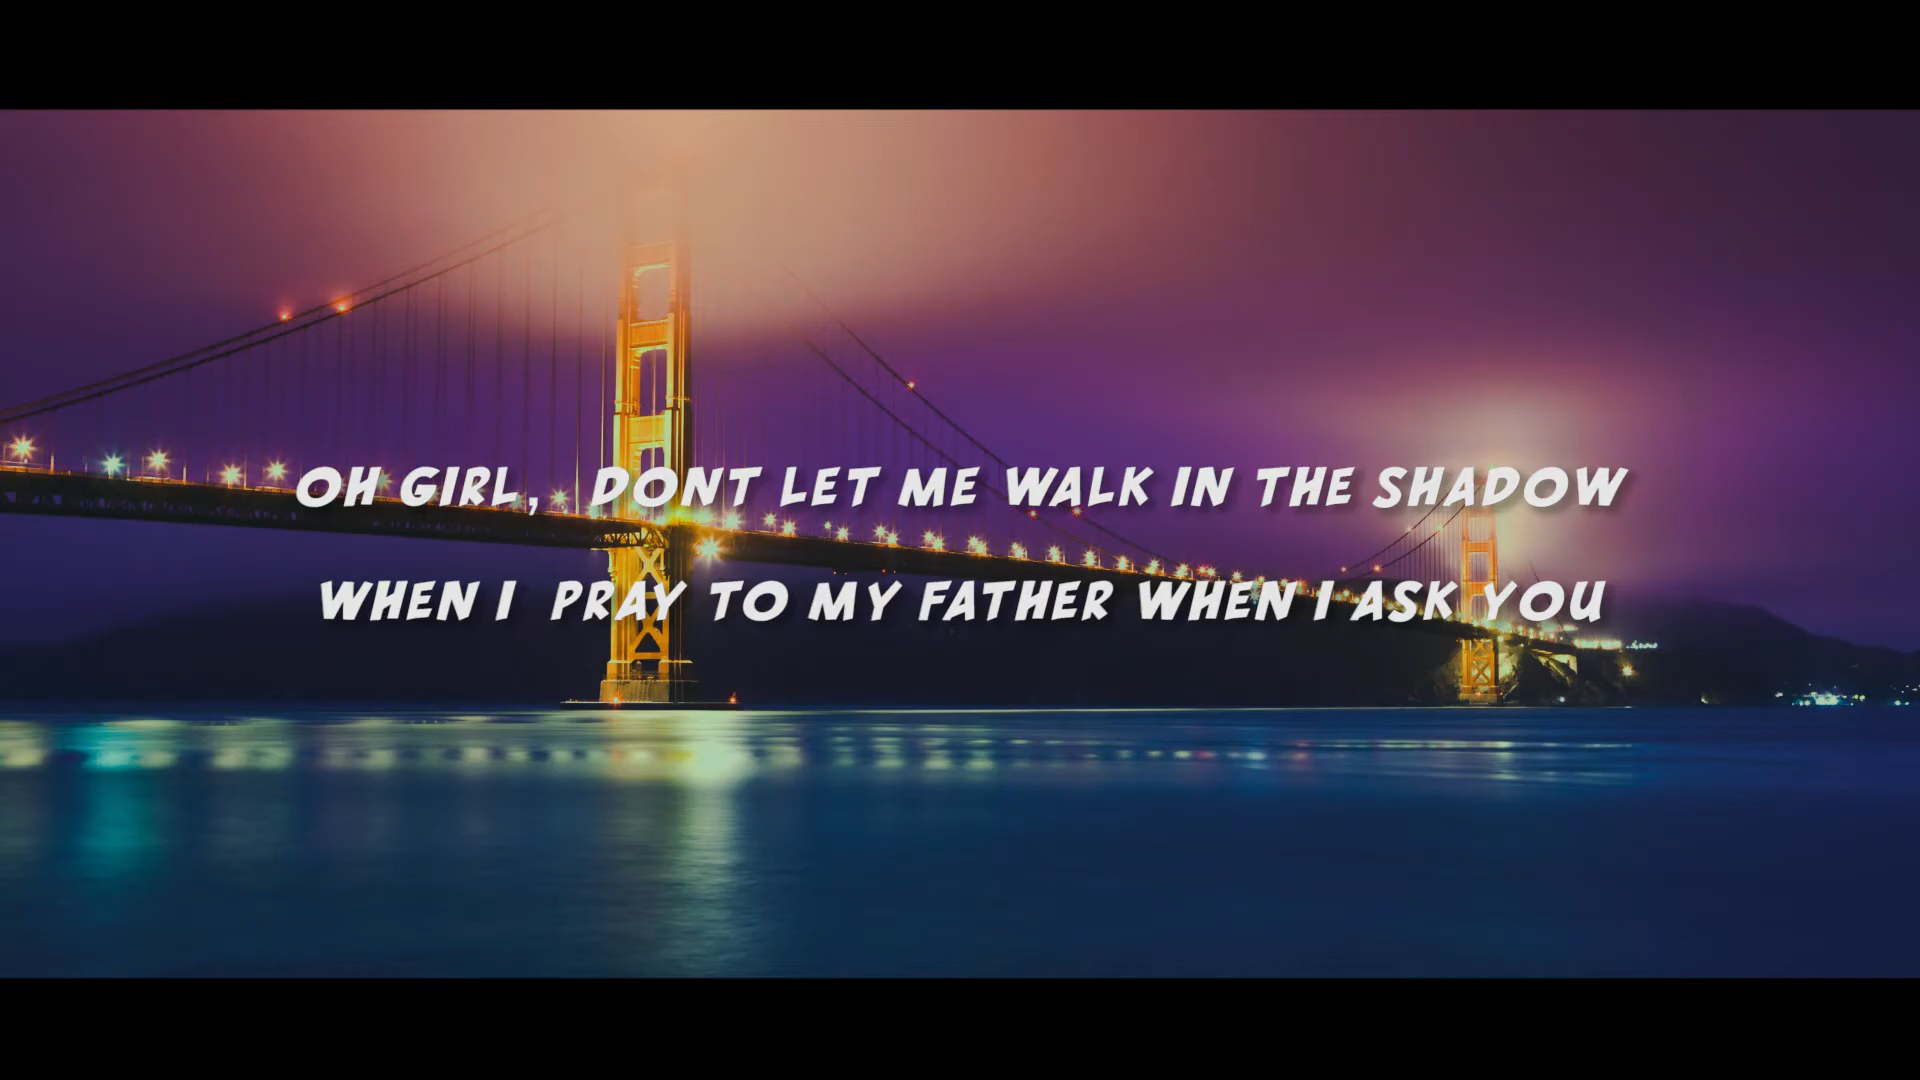 OH GIRL, DONT LET ME WALK IN THE SHADOW
WHEN I PRAY TO MY FATHER WHEN I ASK YOU